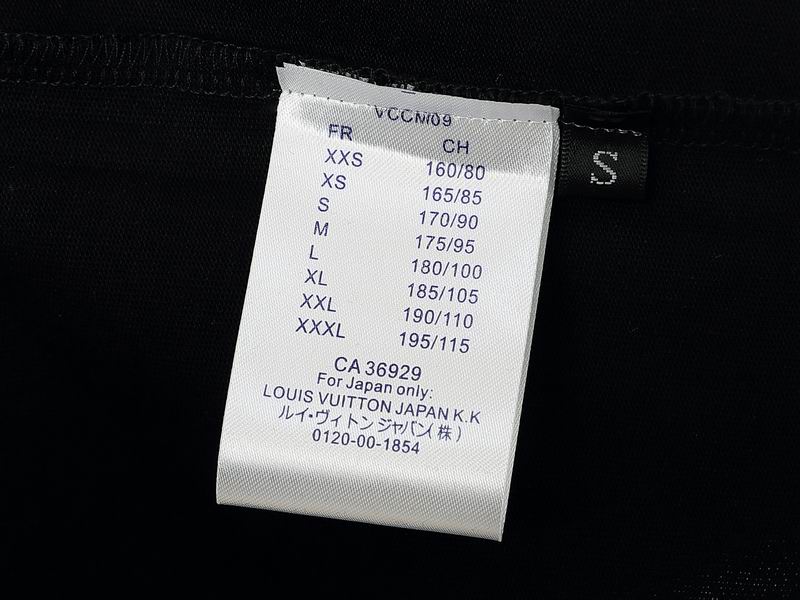 VCCM09
FR CH
XXS 160/80
XS 165/85
S 170/90
M 175/95
L 180/100
XL 185/105
XXL 190/110
XXXL 195/115
CA 36929
For Japan only:
LOUIS VUITTON JAPAN K.K
ルイ・ヴィトンジャパン(株)
0120-00-1854
S